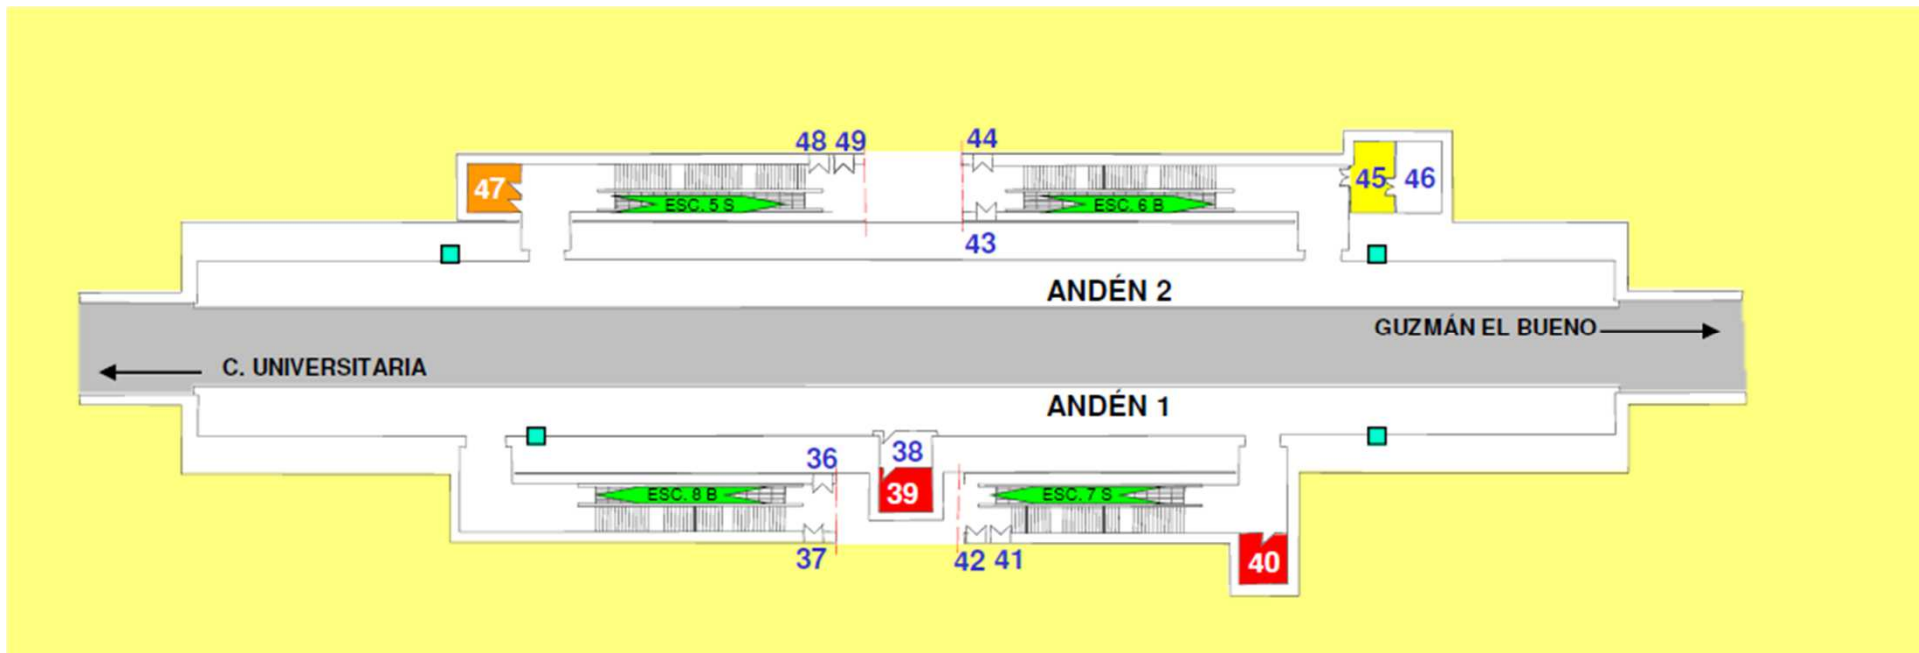 48 49 44
47 45 46
ESC. 5 S ESC. 6 B
43
ANDÉN 2
GUZMÁN EL BUENO
C. UNIVERSITARIA
ANDÉN 1
36 38
ESC. 8 B 39 ESC. 7 S
37 42 41 40